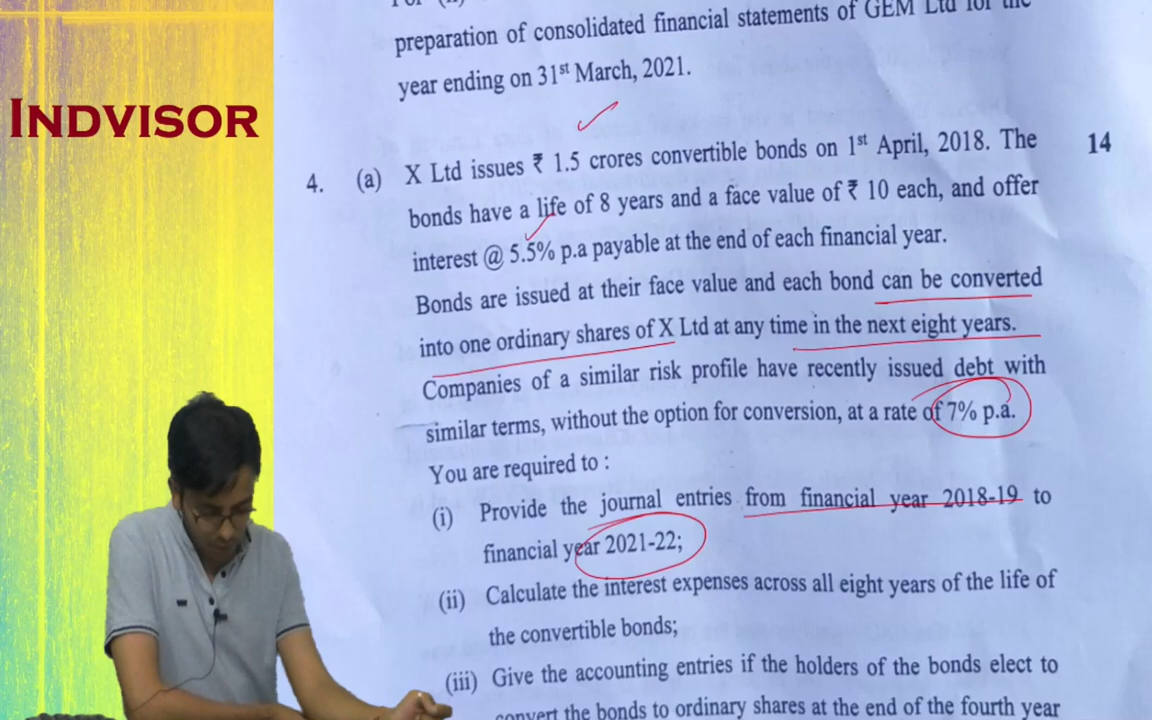 INDVISOR
preparation of consolidated financial statements of GEM Ltd for the
year ending on 31st March, 2021.
4. (a) X Ltd issues ₹ 1.5 crores convertible bonds on 1st April, 2018. The 14
bonds have a life of 8 years and a face value of ₹ 10 each, and offer
interest @ 5.5% p.a payable at the end of each financial year.
Bonds are issued at their face value and each bond can be converted
into one ordinary shares of X Ltd at any time in the next eight years.
Companies of a similar risk profile have recently issued debt with
similar terms, without the option for conversion, at a rate of 7% p.a.
You are required to :
(i) Provide the journal entries from financial year 2018-19 to
financial year 2021-22;
(ii) Calculate the interest expenses across all eight years of the life of
the convertible bonds;
(iii) Give the accounting entries if the holders of the bonds elect to
convert the bonds to ordinary shares at the end of the fourth year